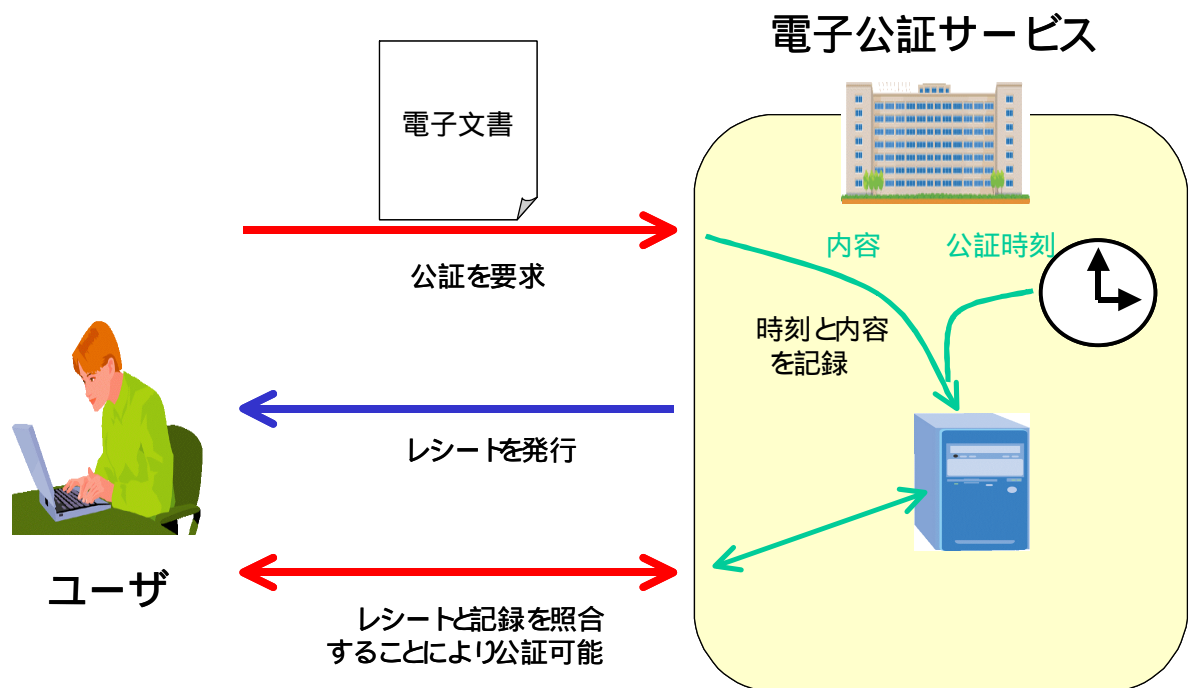 電子公証サービス
電子文書
公証を要求
内容
公証時刻
時刻と内容
を記録
レシートを発行
ユーザ
レシートと記録を照合
することにより公証可能